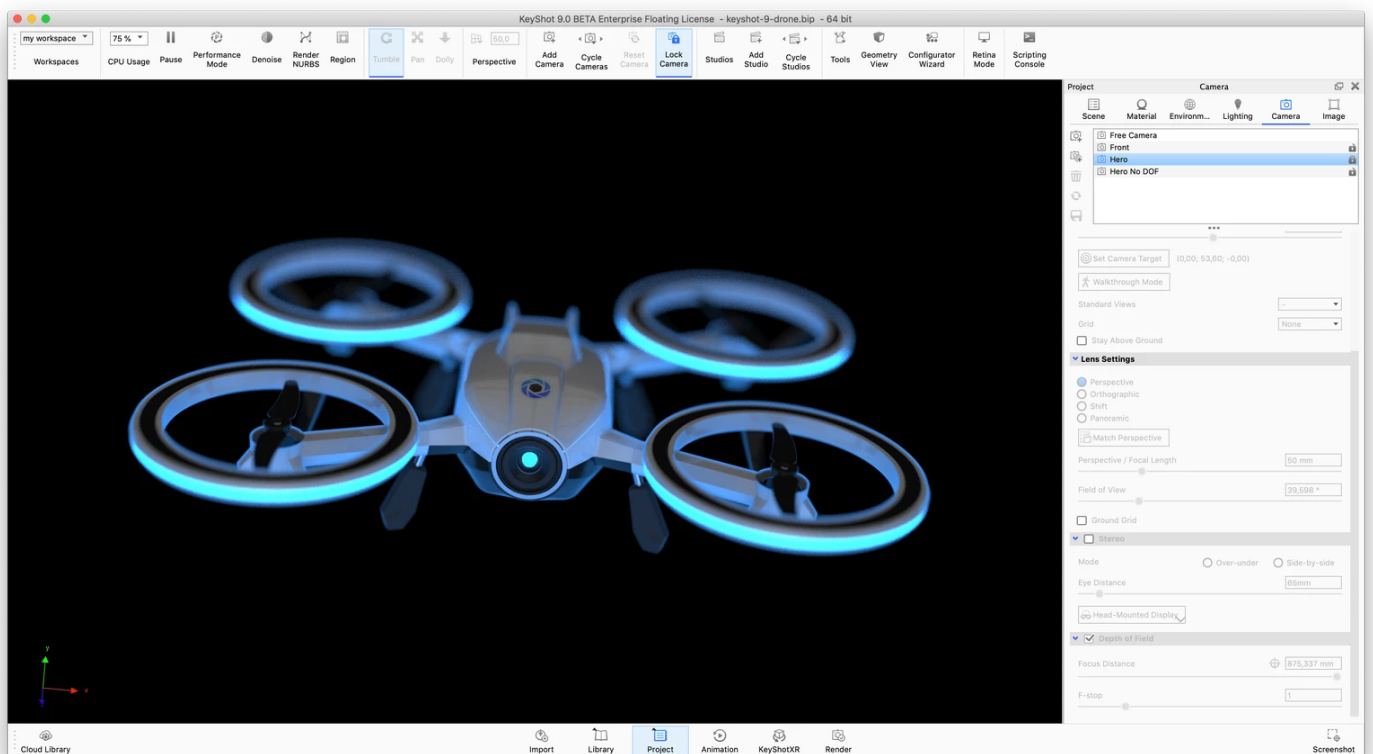 KeyShot 9.0 BETA Enterprise Floating License - keyshot-9-drone.bip - 64 bit
my workspace
75 %
50,0
Workspaces
CPU Usage
Pause
Performance Mode
Denoise
Render NURBS
Region
Tumble
Pan
Dolly
Perspective
Add Camera
Cycle Cameras
Reset Camera
Lock Camera
Studios
Add Studio
Cycle Studios
Tools
Geometry View
Configurator Wizard
Retina Mode
Scripting Console
Project
Camera
Scene
Material
Environm...
Lighting
Camera
Image
Free Camera
Front
Hero
Hero No DOF
Set Camera Target (0,00; 53,60; -0,00)
Walkthrough Mode
Standard Views -
Grid None
Stay Above Ground
Lens Settings
Perspective
Orthographic
Shift
Panoramic
Match Perspective
Perspective / Focal Length 50 mm
Field of View 39,598 °
Ground Grid
Stereo
Mode Over-under Side-by-side
Eye Distance 65mm
Head-Mounted Display
Depth of Field
Focus Distance 875,337 mm
F-stop 1
y
x
Cloud Library
Import
Library
Project
Animation
KeyShotXR
Render
Screenshot